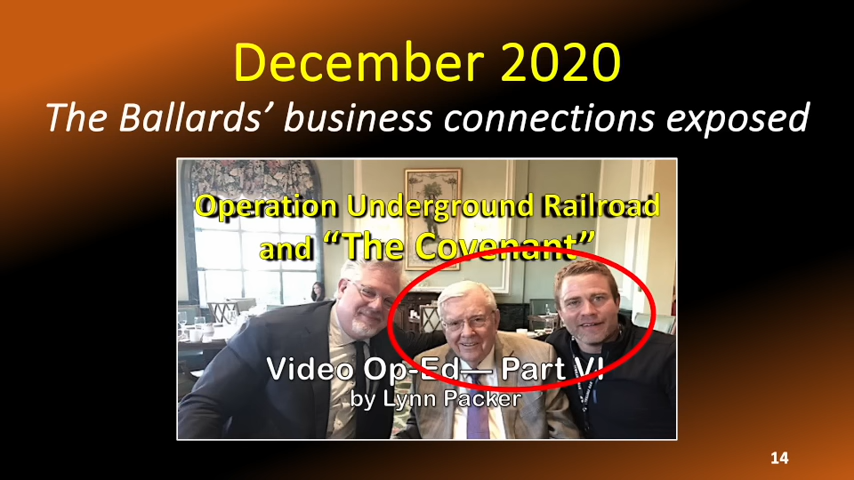 December 2020
The Ballards’ business connections exposed
Operation Underground Railroad
and “The Covenant”
Video Op-Ed— Part VI
by Lynn Packer
14